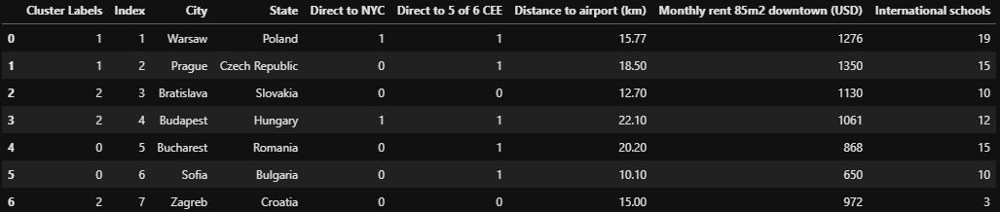 Cluster Labels Index City State Direct to NYC Direct to 5 of 6 CEE Distance to airport (km) Monthly rent 85m2 downtown (USD) International schools
0 1 1 Warsaw Poland 1 1 15.77 1276 19
1 1 2 Prague Czech Republic 0 1 18.50 1350 15
2 2 3 Bratislava Slovakia 0 0 12.70 1130 10
3 2 4 Budapest Hungary 1 1 22.10 1061 12
4 0 5 Bucharest Romania 0 1 20.20 868 15
5 0 6 Sofia Bulgaria 0 1 10.10 650 10
6 2 7 Zagreb Croatia 0 0 15.00 972 3